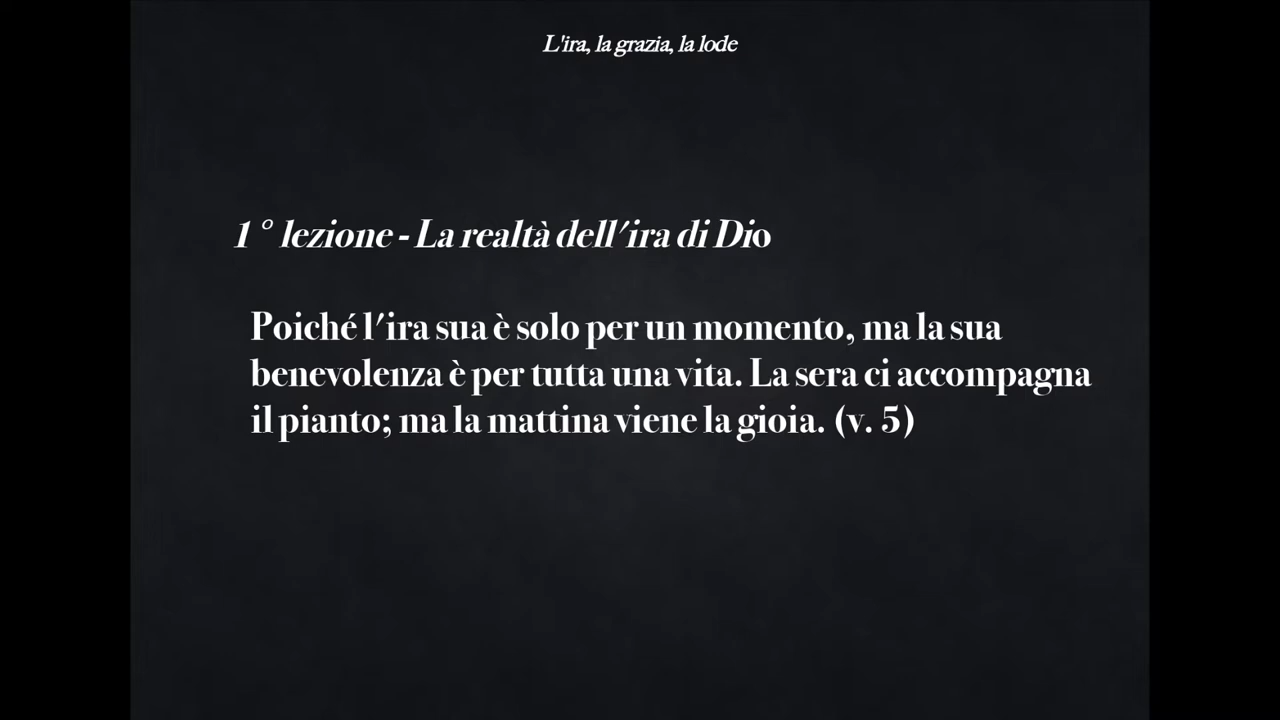 L'ira, la grazia, la lode
1° lezione - La realtà dell'ira di Dio
Poiché l'ira sua è solo per un momento, ma la sua
benevolenza è per tutta una vita. La sera ci accompagna
il pianto; ma la mattina viene la gioia. (v. 5)